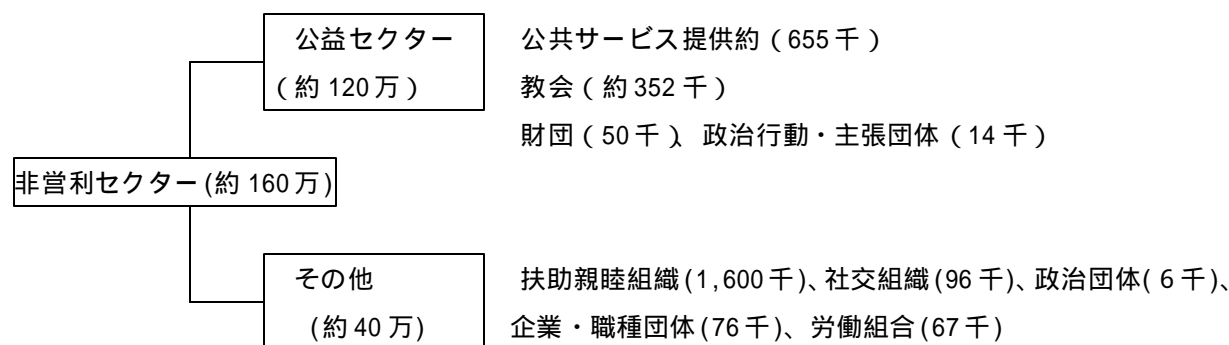 公益セクター 公共サービス提供約(655千)
(約120万) 教会(約352千)
財団(50千)、政治行動・主張団体(14千)
非営利セクター(約160万)
その他 扶助親睦組織(1,600千)、社交組織(96千)、政治団体(6千)、
(約40万) 企業・職種団体(76千)、労働組合(67千)